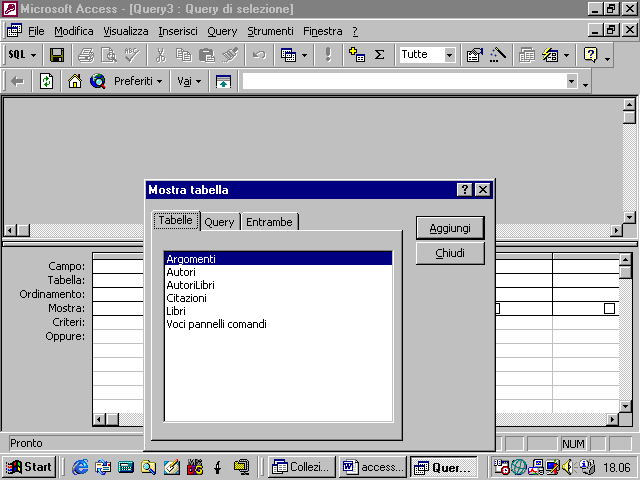 Microsoft Access - [Query3 : Query di selezione]
File Modifica Visualizza Inserisci Query Strumenti Finestra ?
SQL Tutte
Preferiti Vai
Mostra tabella
Tabelle Query Entrambe
Aggiungi
Chiudi
Argomenti
Autori
AutoriLibri
Citazioni
Libri
Voci pannelli comandi
Campo:
Tabella:
Ordinamento:
Mostra:
Criteri:
Oppure:
Pronto NUM
Start Collezi... access... Quer... 18.06